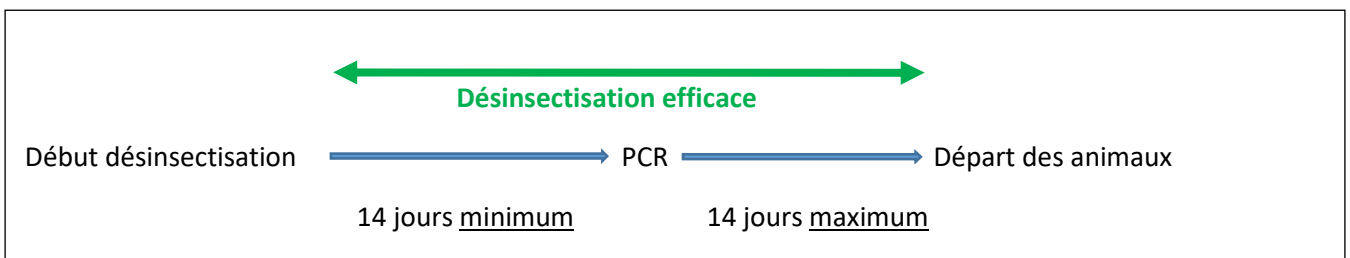 Désinsectisation efficace
Début désinsectisation PCR Départ des animaux
14 jours minimum 14 jours maximum